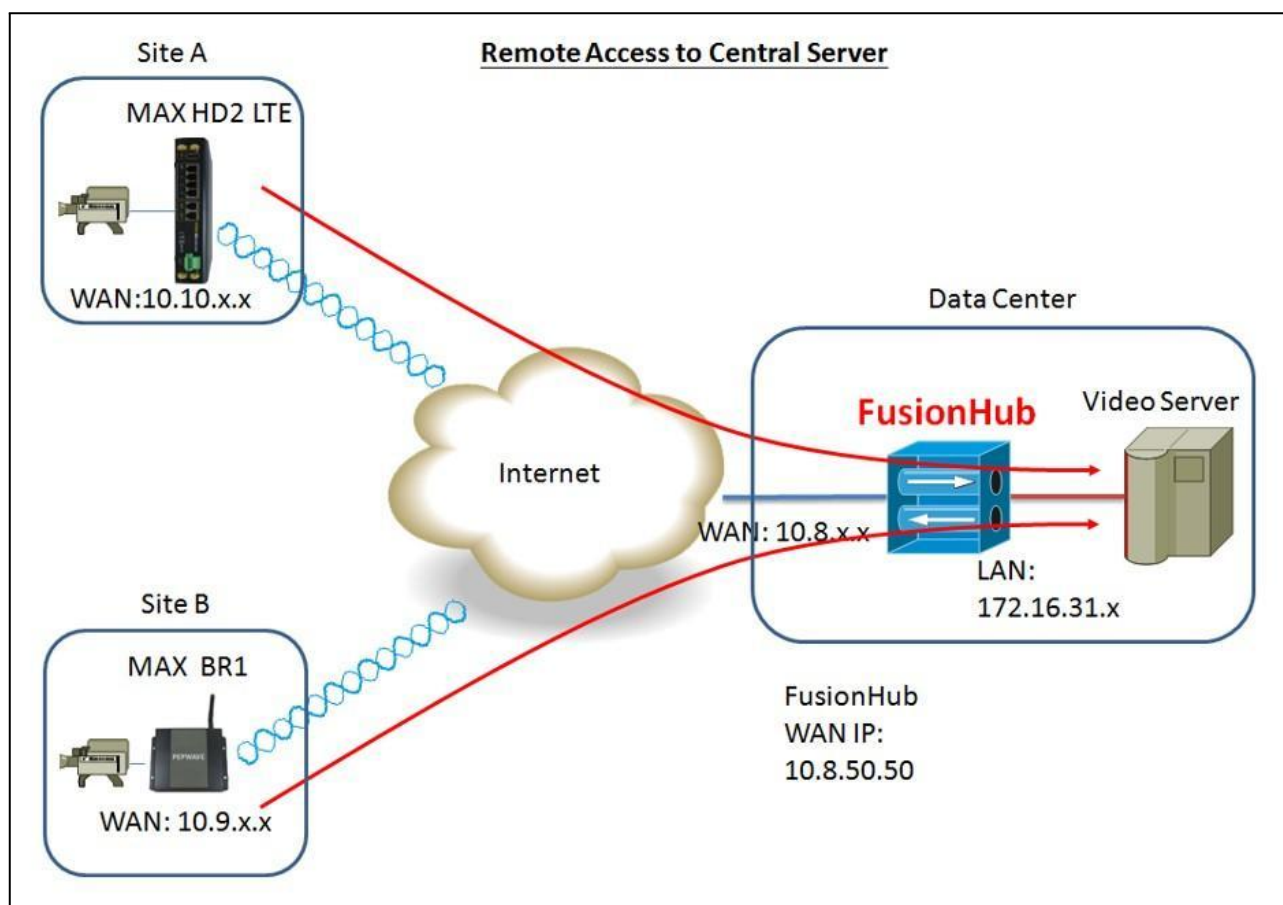 Remote Access to Central Server
Site A
MAX HD2 LTE
WAN:10.10.x.x
Internet
Data Center
FusionHub
Video Server
WAN: 10.8.x.x
LAN:
172.16.31.x
Site B
MAX BR1
PEPWAVE
WAN: 10.9.x.x
FusionHub
WAN IP:
10.8.50.50